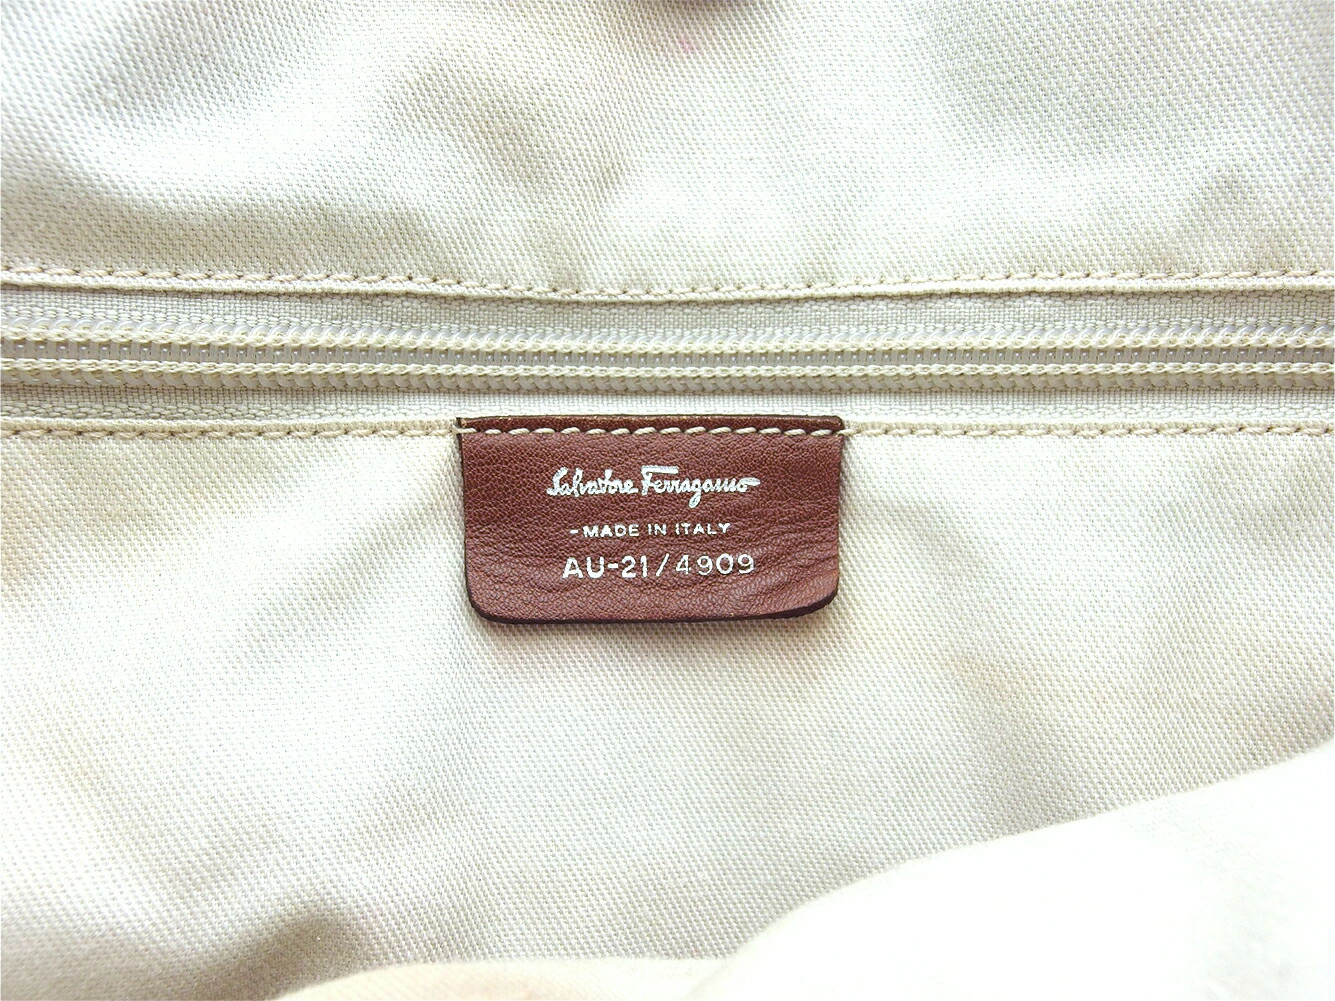 Salvatore Ferragamo
-MADE IN ITALY
AU-21/4909